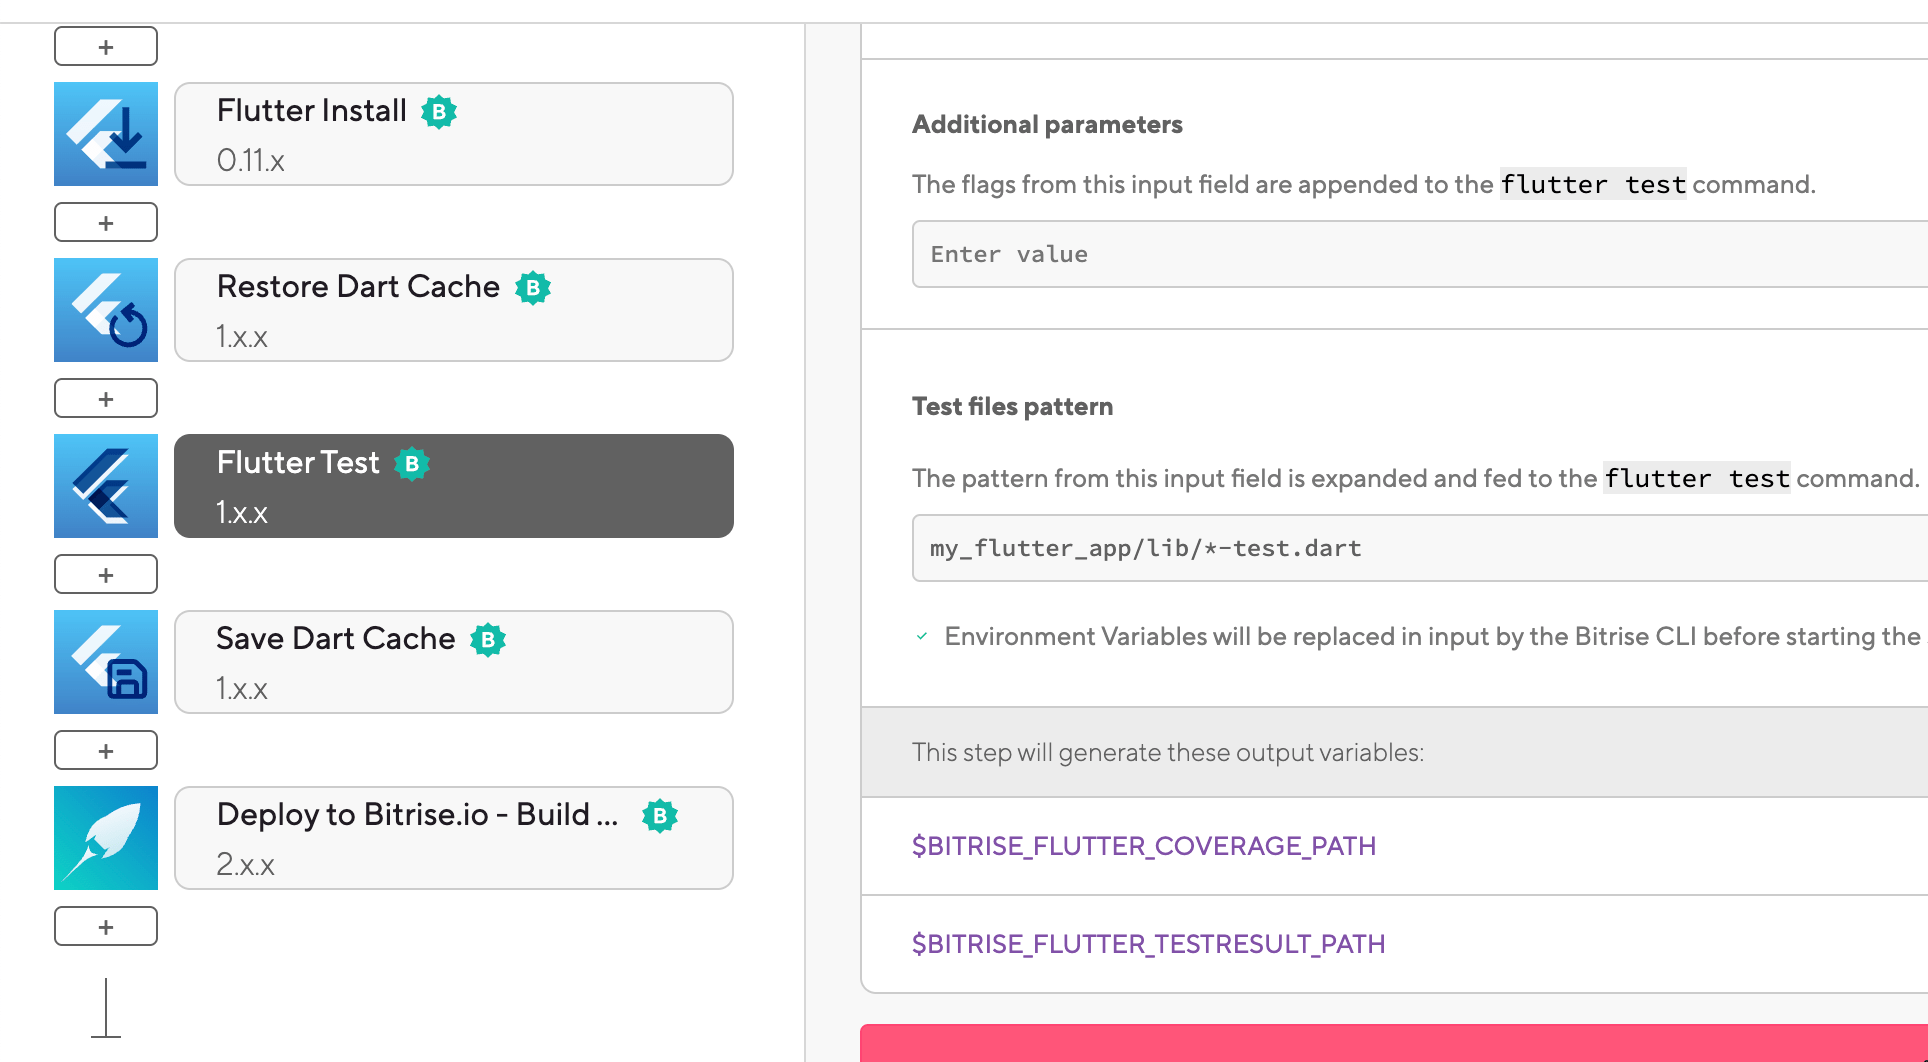 +
Flutter Install B
0.11.x
+
Restore Dart Cache B
1.x.x
+
Flutter Test B
1.x.x
+
Save Dart Cache B
1.x.x
+
Deploy to Bitrise.io - Build ... B
2.x.x
+
Additional parameters
The flags from this input field are appended to the flutter test command.
Enter value
Test files pattern
The pattern from this input field is expanded and fed to the flutter test command.
my_flutter_app/lib/*-test.dart
Environment Variables will be replaced in input by the Bitrise CLI before starting the
This step will generate these output variables:
$BITRISE_FLUTTER_COVERAGE_PATH
$BITRISE_FLUTTER_TESTRESULT_PATH